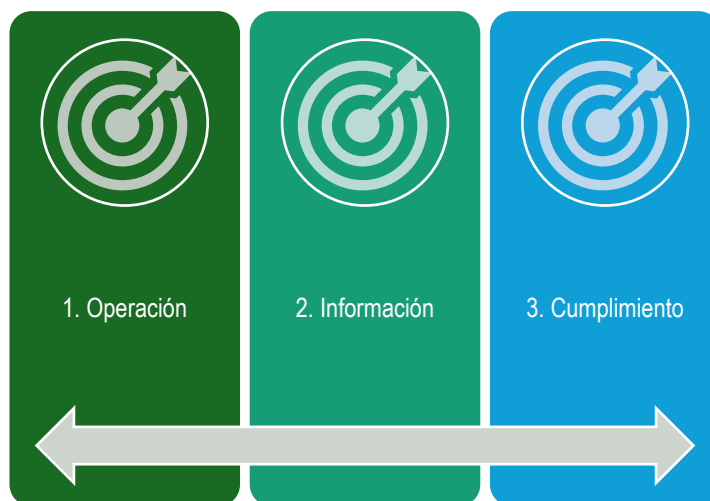 1. Operación
2. Información
3. Cumplimiento